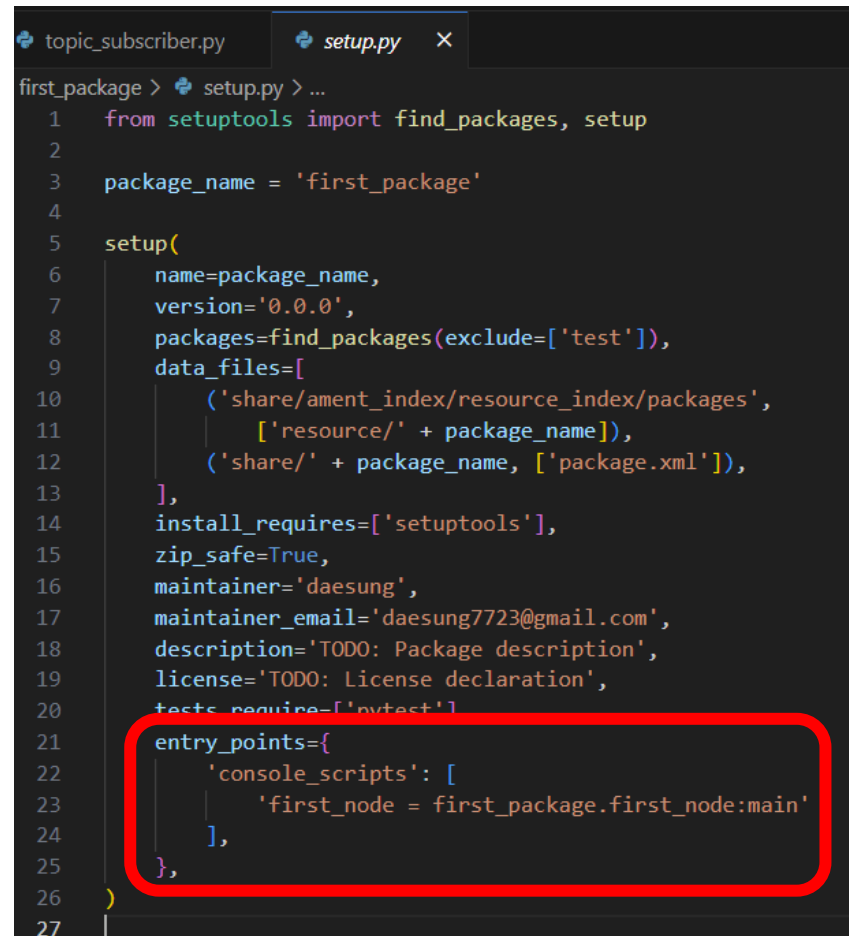 topic_subscriber.py setup.py ×
first_package > setup.py > ...
1 from setuptools import find_packages, setup
2
3 package_name = 'first_package'
4
5 setup(
6 name=package_name,
7 version='0.0.0',
8 packages=find_packages(exclude=['test']),
9 data_files=[
10 ('share/ament_index/resource_index/packages',
11 ['resource/' + package_name]),
12 ('share/' + package_name, ['package.xml']),
13 ],
14 install_requires=['setuptools'],
15 zip_safe=True,
16 maintainer='daesung',
17 maintainer_email='daesung7723@gmail.com',
18 description='TODO: Package description',
19 license='TODO: License declaration',
20 tests_require=['pytest']
21 entry_points={
22 'console_scripts': [
23 'first_node = first_package.first_node:main'
24 ],
25 },
26 )
27